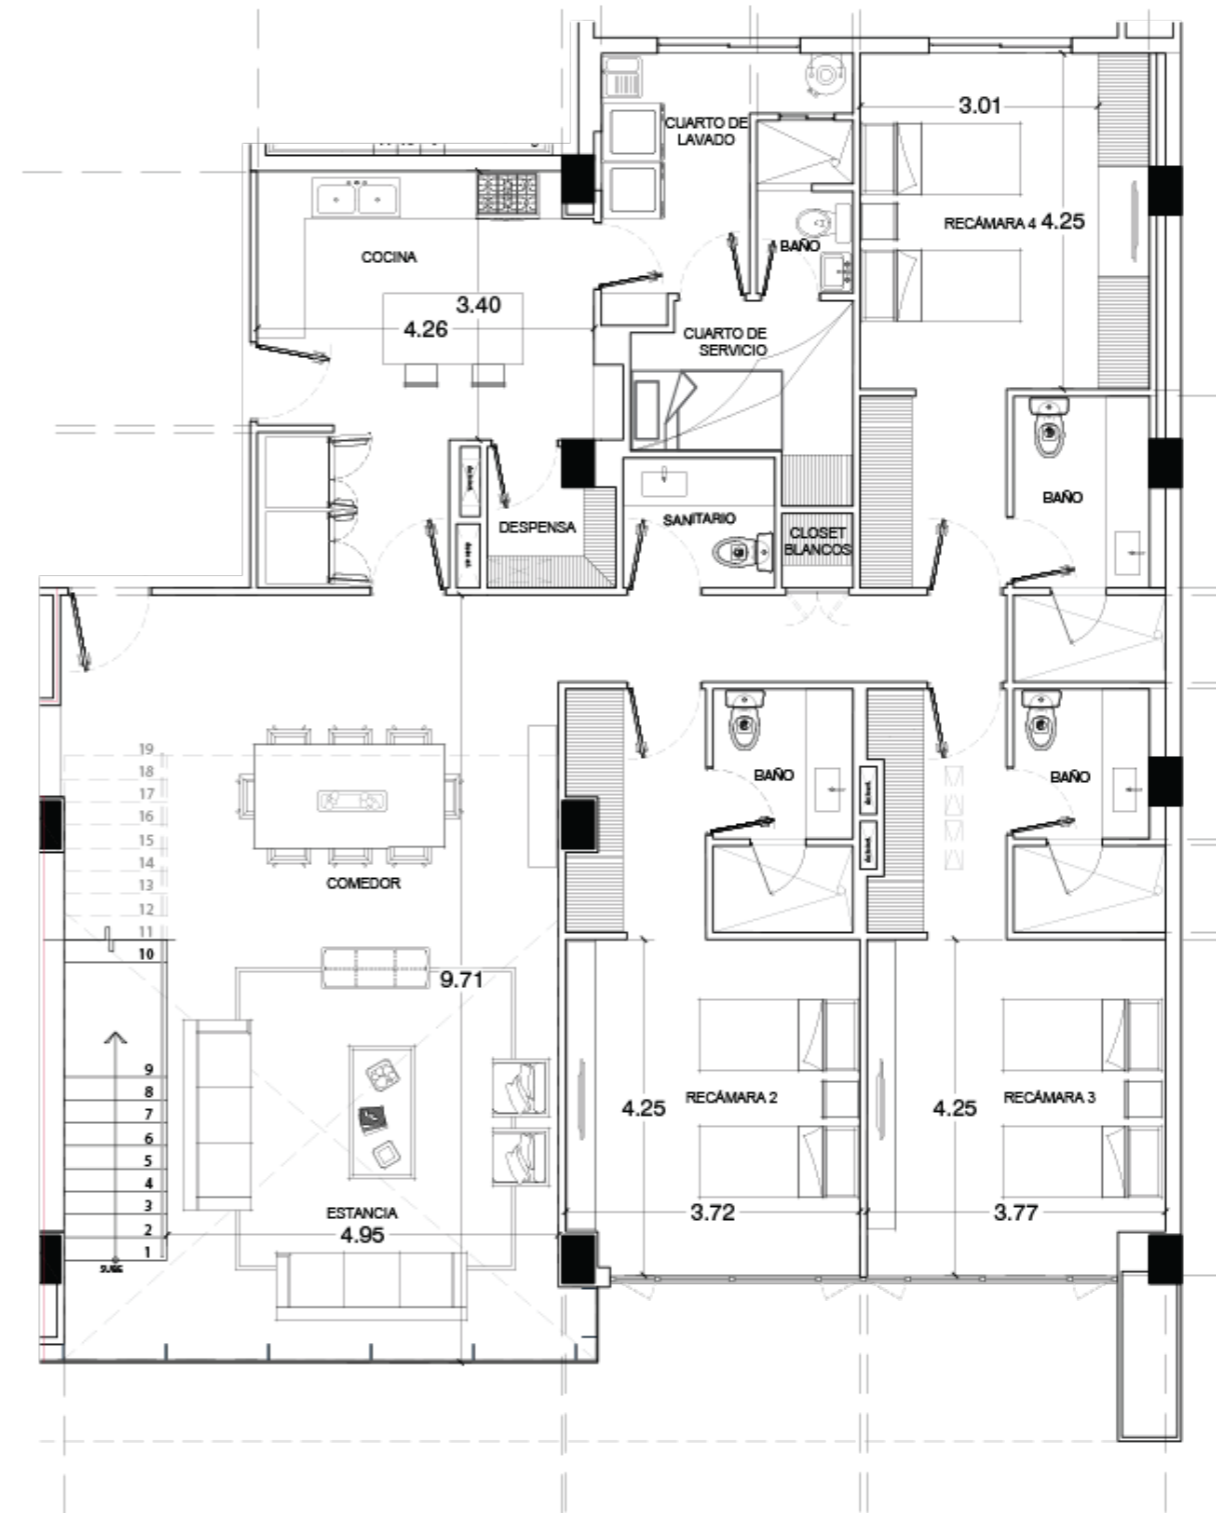 CUARTO DE
LAVADO
3.01
RECÁMARA 4
4.25
BAÑO
COCINA
3.40
4.26
CUARTO DE
SERVICIO
DESPENSA
SANITARIO
CLOSET
BLANCOS
BAÑO
19
18
17
16
15
14
13
12
11
10
9
8
7
6
5
4
3
2
1
SUBE
COMEDOR
BAÑO
BAÑO
9.71
4.25
RECÁMARA 2
4.25
RECÁMARA 3
ESTANCIA
4.95
3.72
3.77